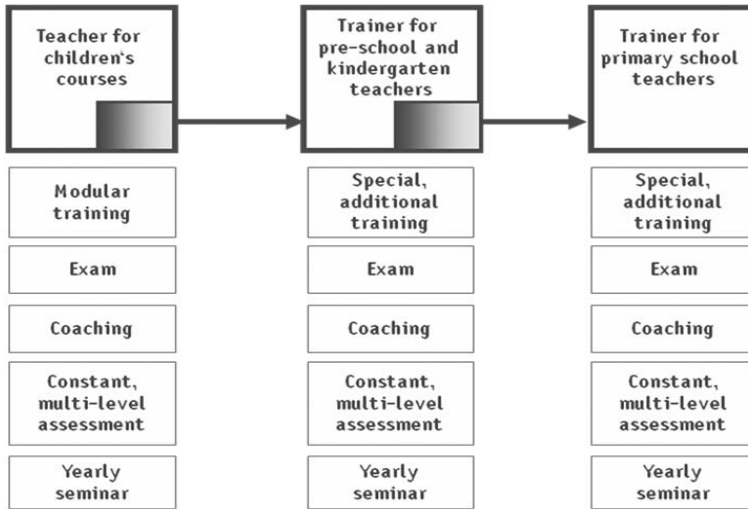 Teacher for
children‘s
courses
Trainer for
pre-school and
kindergarten
teachers
Trainer for
primary school
teachers
Modular
training
Special,
additional
training
Special,
additional
training
Exam
Exam
Exam
Coaching
Coaching
Coaching
Constant,
multi-level
assessment
Constant,
multi-level
assessment
Constant,
multi-level
assessment
Yearly
seminar
Yearly
seminar
Yearly
seminar